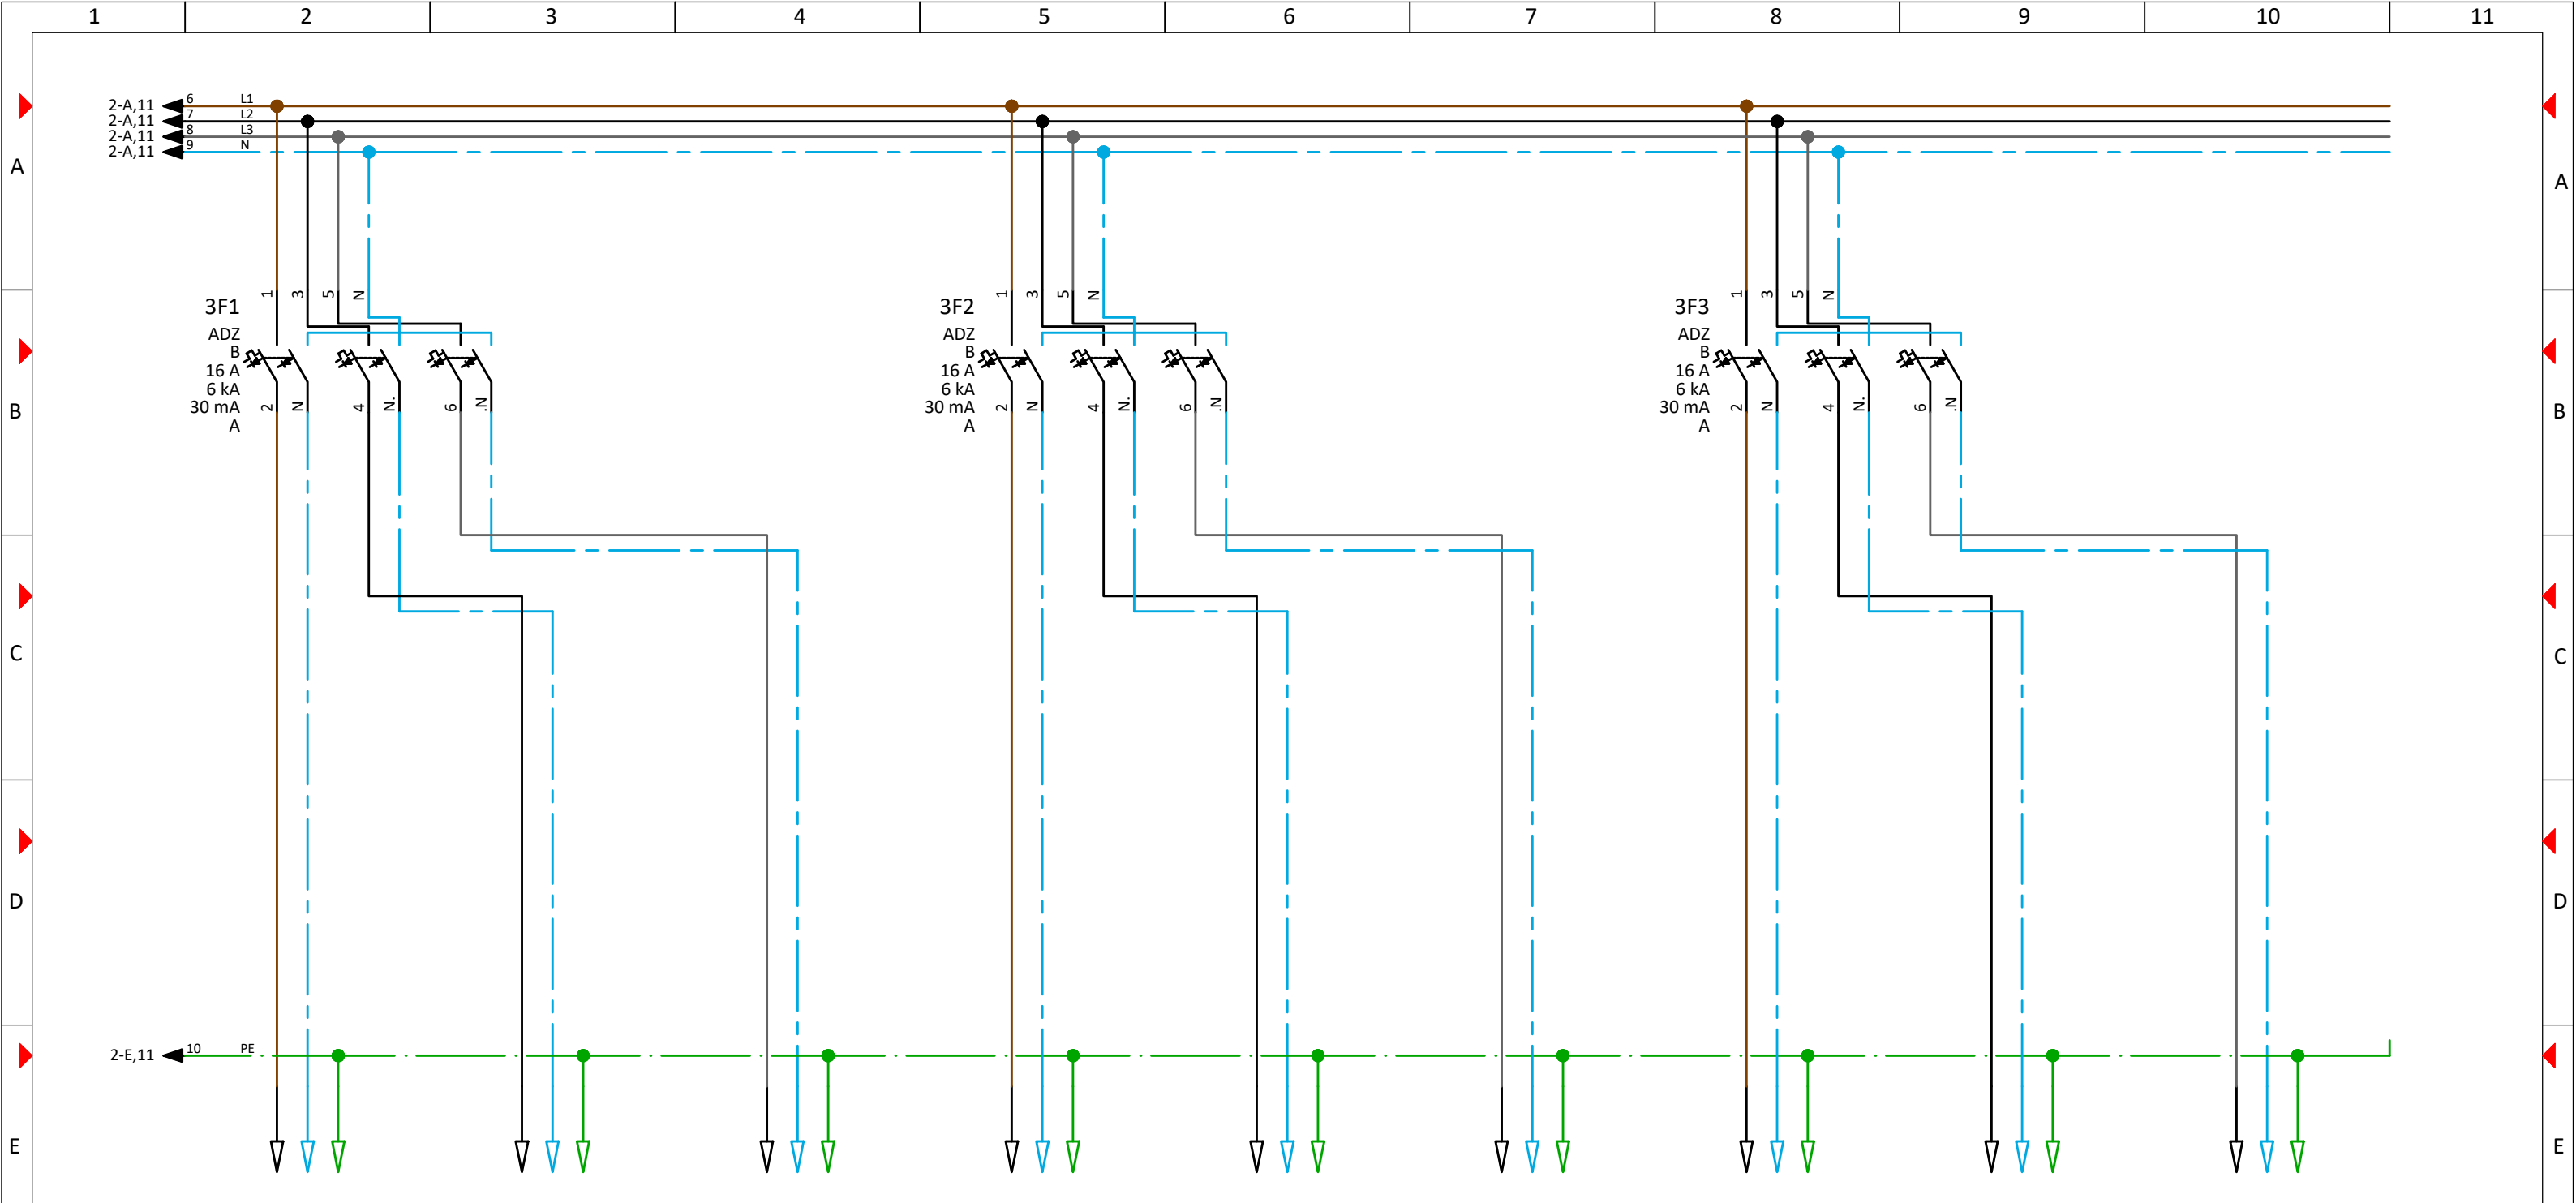 1 2 3 4 5 6 7 8 9 10 11
2-A,11 6 L1
2-A,11 7 L2
2-A,11 8 L3
2-A,11 9 N
A A
1 3 5 N 1 3 5 N 1 3 5 N
3F1 3F2 3F3
ADZ ADZ ADZ
B B B
16 A 16 A 16 A
6 kA 6 kA 6 kA
30 mA 30 mA 30 mA
A A A
2 N 4 N. 6 .N 2 N 4 N. 6 .N 2 N 4 N. 6 .N
B B
C C
D D
2-E,11 10 PE
E E